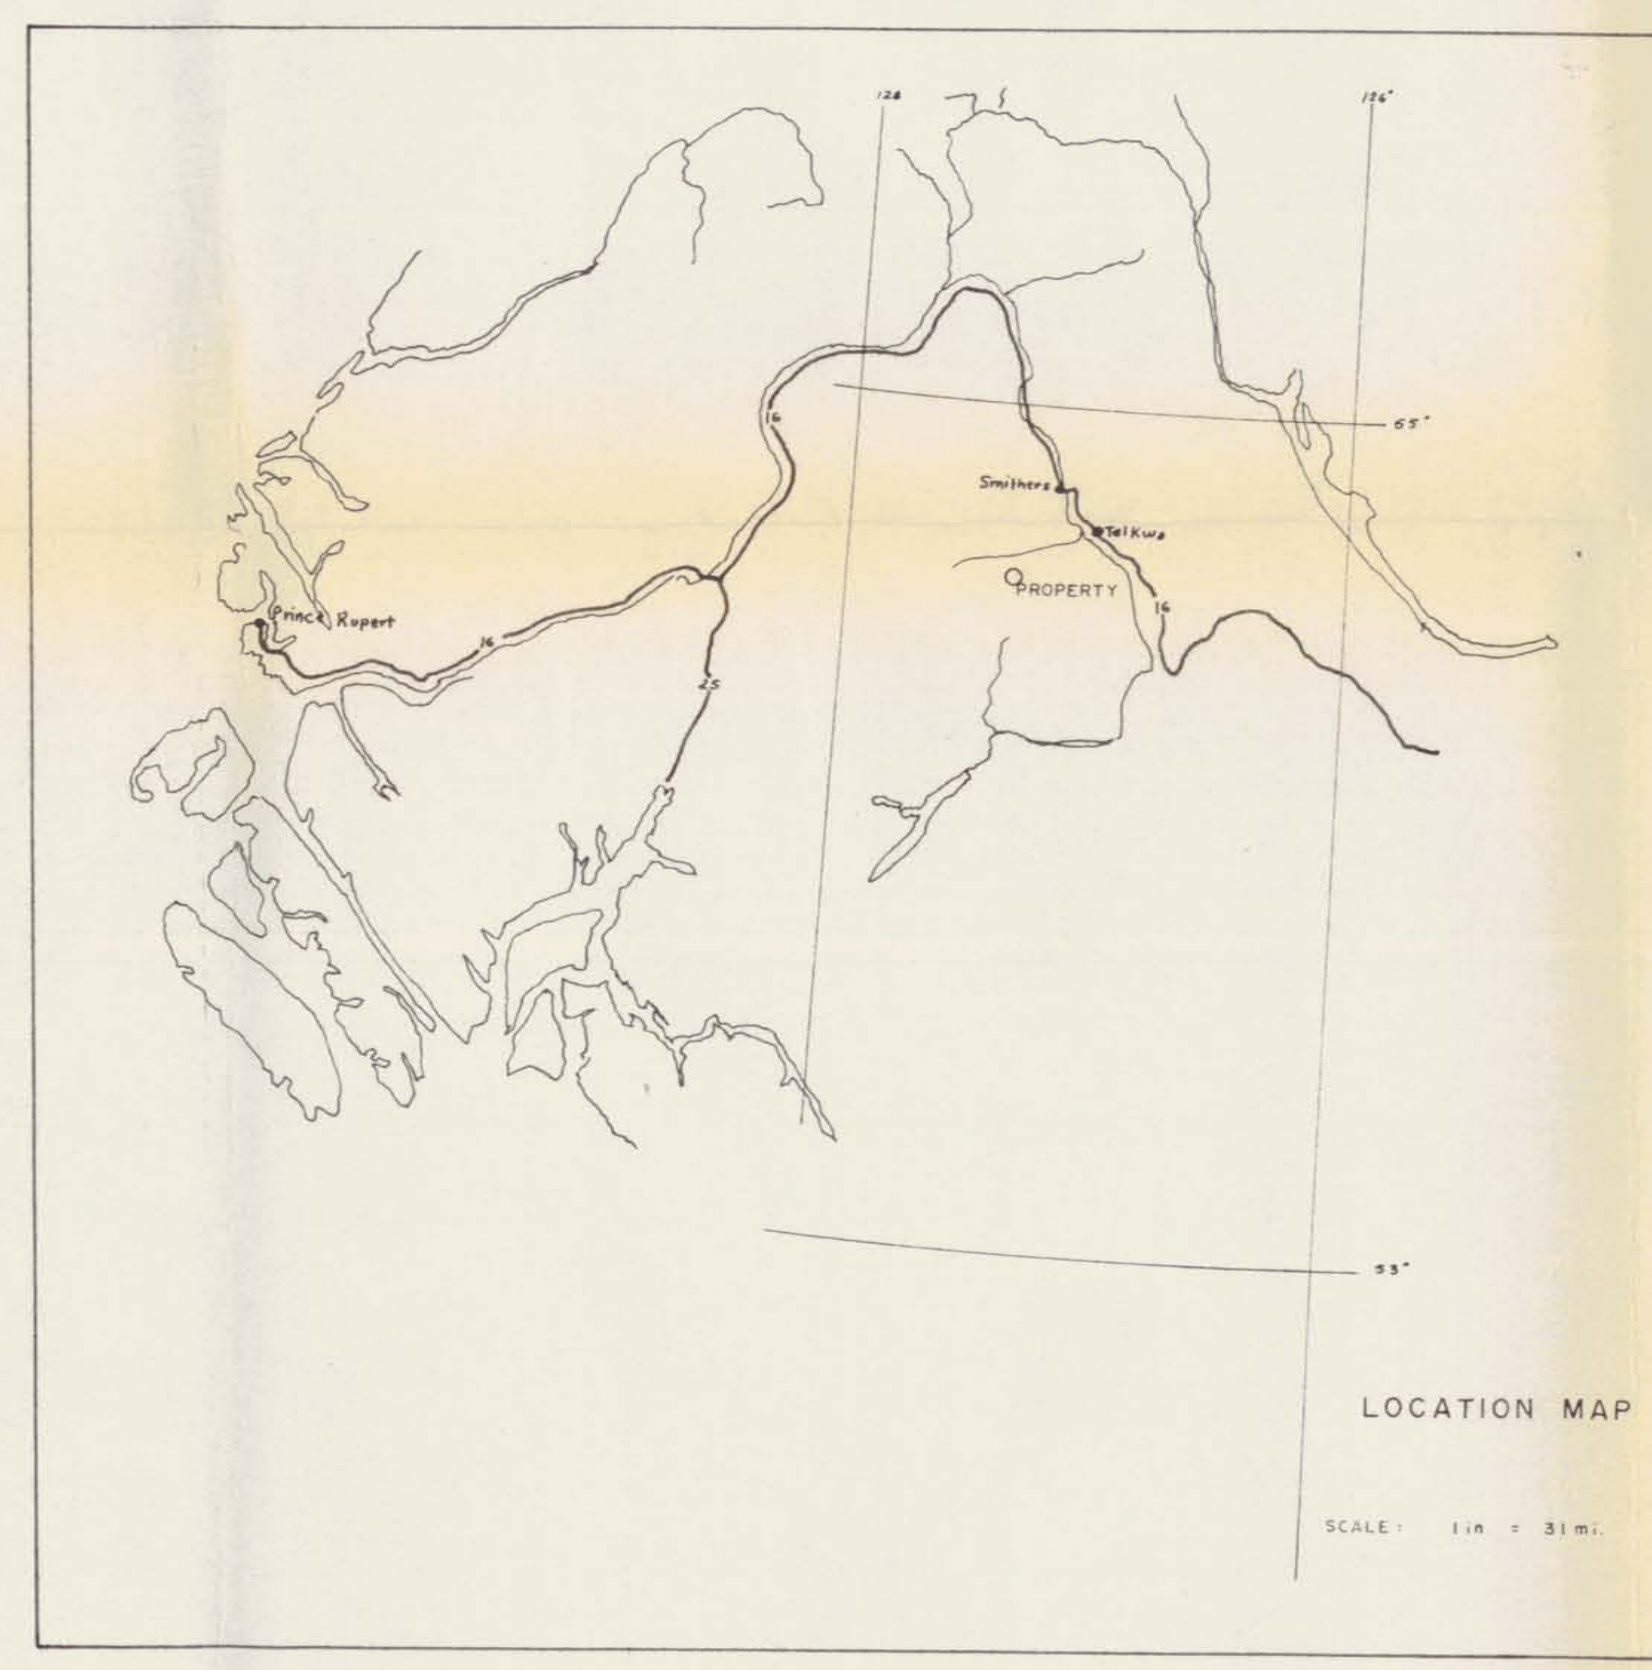 128
126°
16
65°
Smithers
Telkwa
PROPERTY
16
Prince Rupert
16
25
53°
LOCATION MAP
SCALE: 1 in = 31 mi.